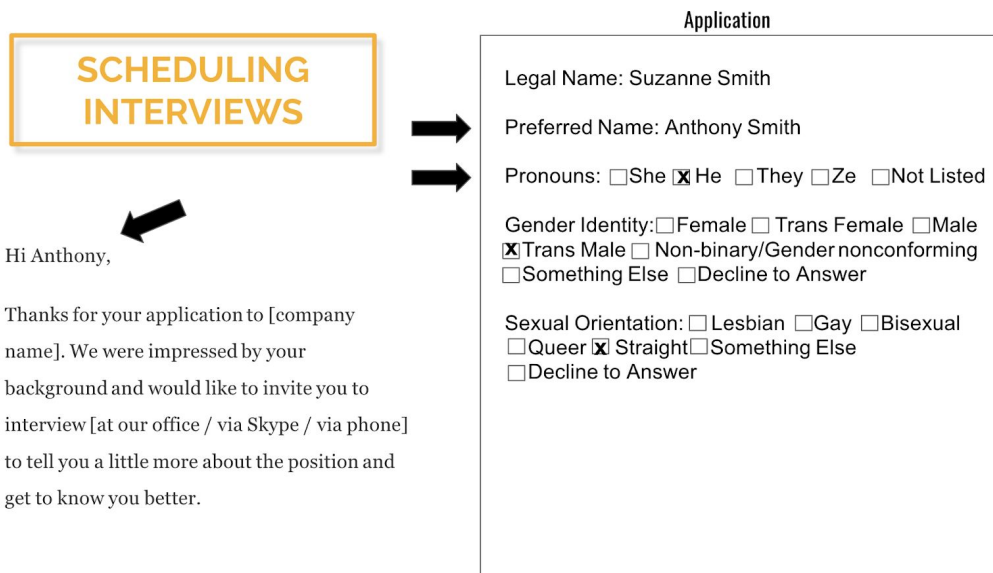 SCHEDULING
INTERVIEWS
Hi Anthony,
Thanks for your application to [company
name]. We were impressed by your
background and would like to invite you to
interview [at our office / via Skype / via phone]
to tell you a little more about the position and
get to know you better.
Application
Legal Name: Suzanne Smith
Preferred Name: Anthony Smith
Pronouns: ☐She ☒He ☐They ☐Ze ☐Not Listed
Gender Identity:☐Female ☐ Trans Female ☐Male
☒Trans Male ☐ Non-binary/Gender nonconforming
☐Something Else ☐Decline to Answer
Sexual Orientation: ☐ Lesbian ☐Gay ☐Bisexual
☐Queer ☒ Straight☐Something Else
☐Decline to Answer